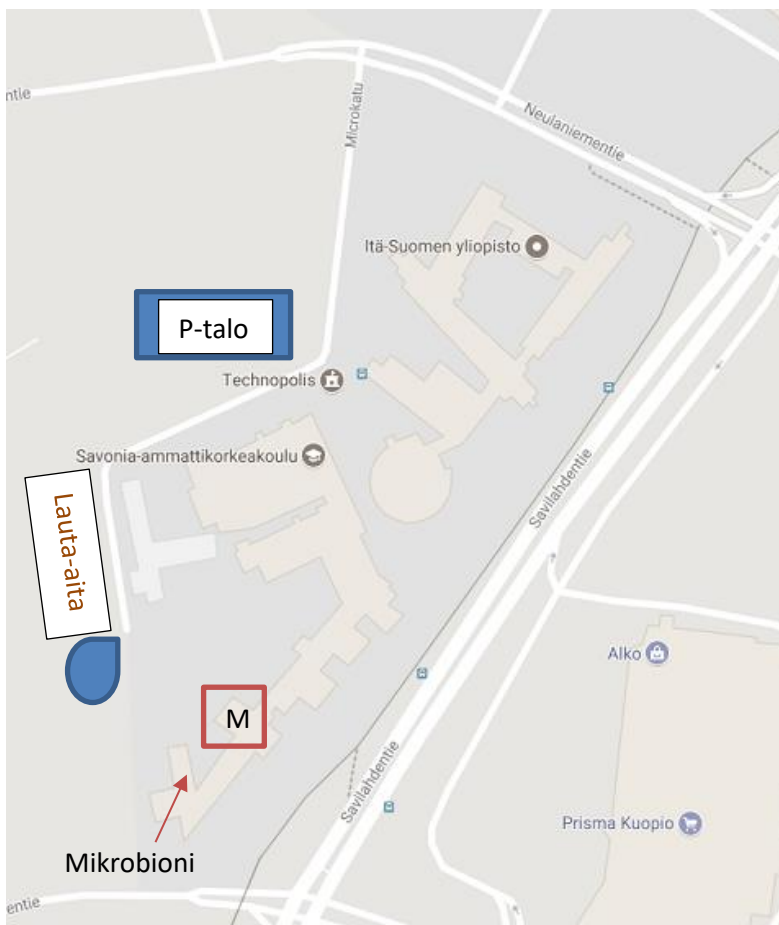 ntie
Microkatu
Neulaniementie
Itä-Suomen yliopisto
P-talo
Technopolis
Savonia-ammattikorkeakoulu
Savilahdentie
Lauta-aita
Alko
M
Savilahdentie
Prisma Kuopio
Mikrobioni
entie